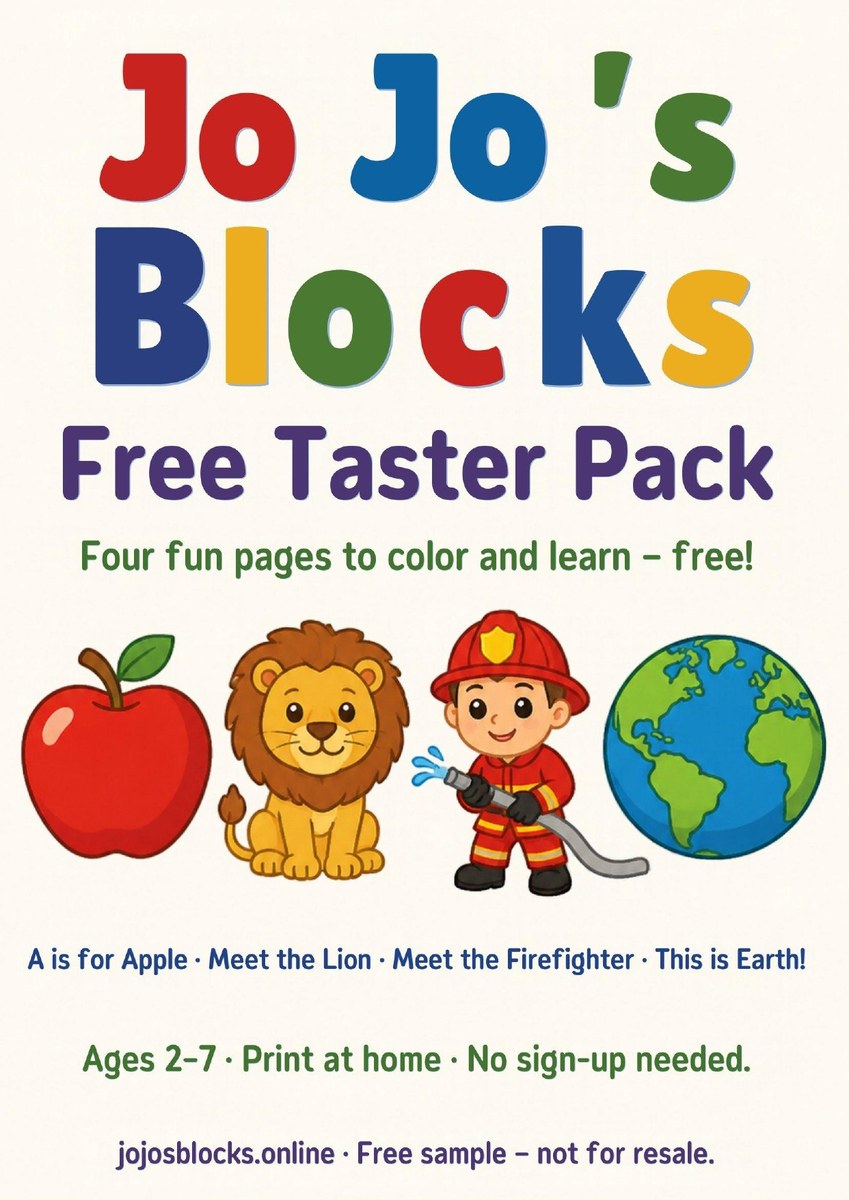 Jo Jo's
Blocks
Free Taster Pack
Four fun pages to color and learn – free!
A is for Apple · Meet the Lion · Meet the Firefighter · This is Earth!
Ages 2–7 · Print at home · No sign-up needed.
jojosblocks.online · Free sample – not for resale.